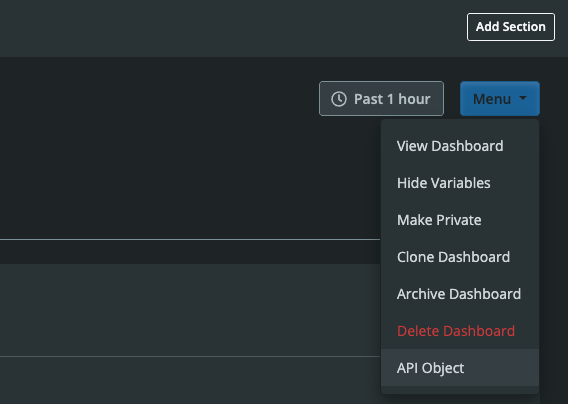 Add Section
Past 1 hour
Menu
View Dashboard
Hide Variables
Make Private
Clone Dashboard
Archive Dashboard
Delete Dashboard
API Object